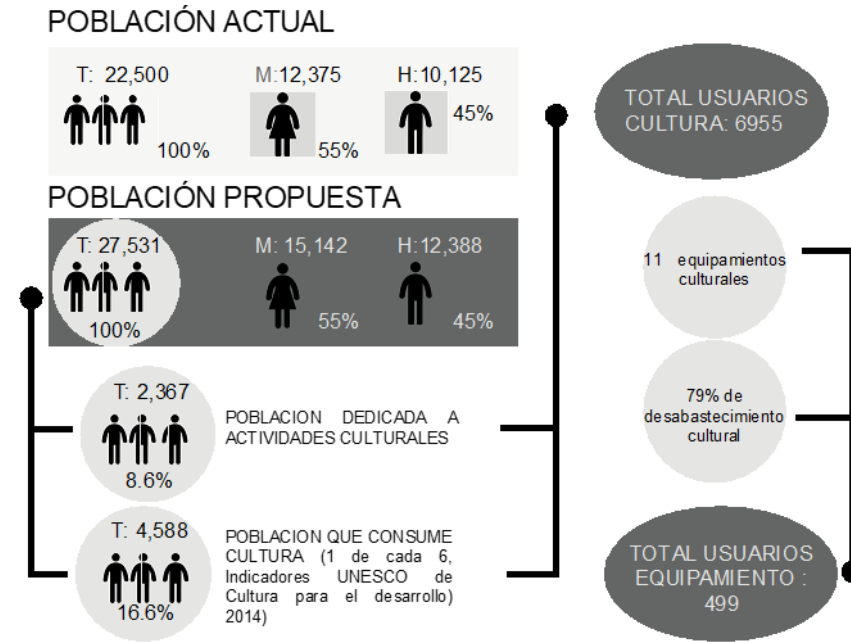 POBLACIÓN ACTUAL
T: 22,500
M:12,375
H:10,125
100%
55%
45%
POBLACIÓN PROPUESTA
T: 27,531
M: 15,142
H:12,388
100%
55%
45%
T: 2,367
8.6%
POBLACION DEDICADA A
ACTIVIDADES CULTURALES
T: 4,588
16.6%
POBLACION QUE CONSUME
CULTURA (1 de cada 6,
Indicadores UNESCO de
Cultura para el desarrollo)
2014)
TOTAL USUARIOS
CULTURA: 6955
11 equipamientos
culturales
79% de
desabastecimiento
cultural
TOTAL USUARIOS
EQUIPAMIENTO :
499